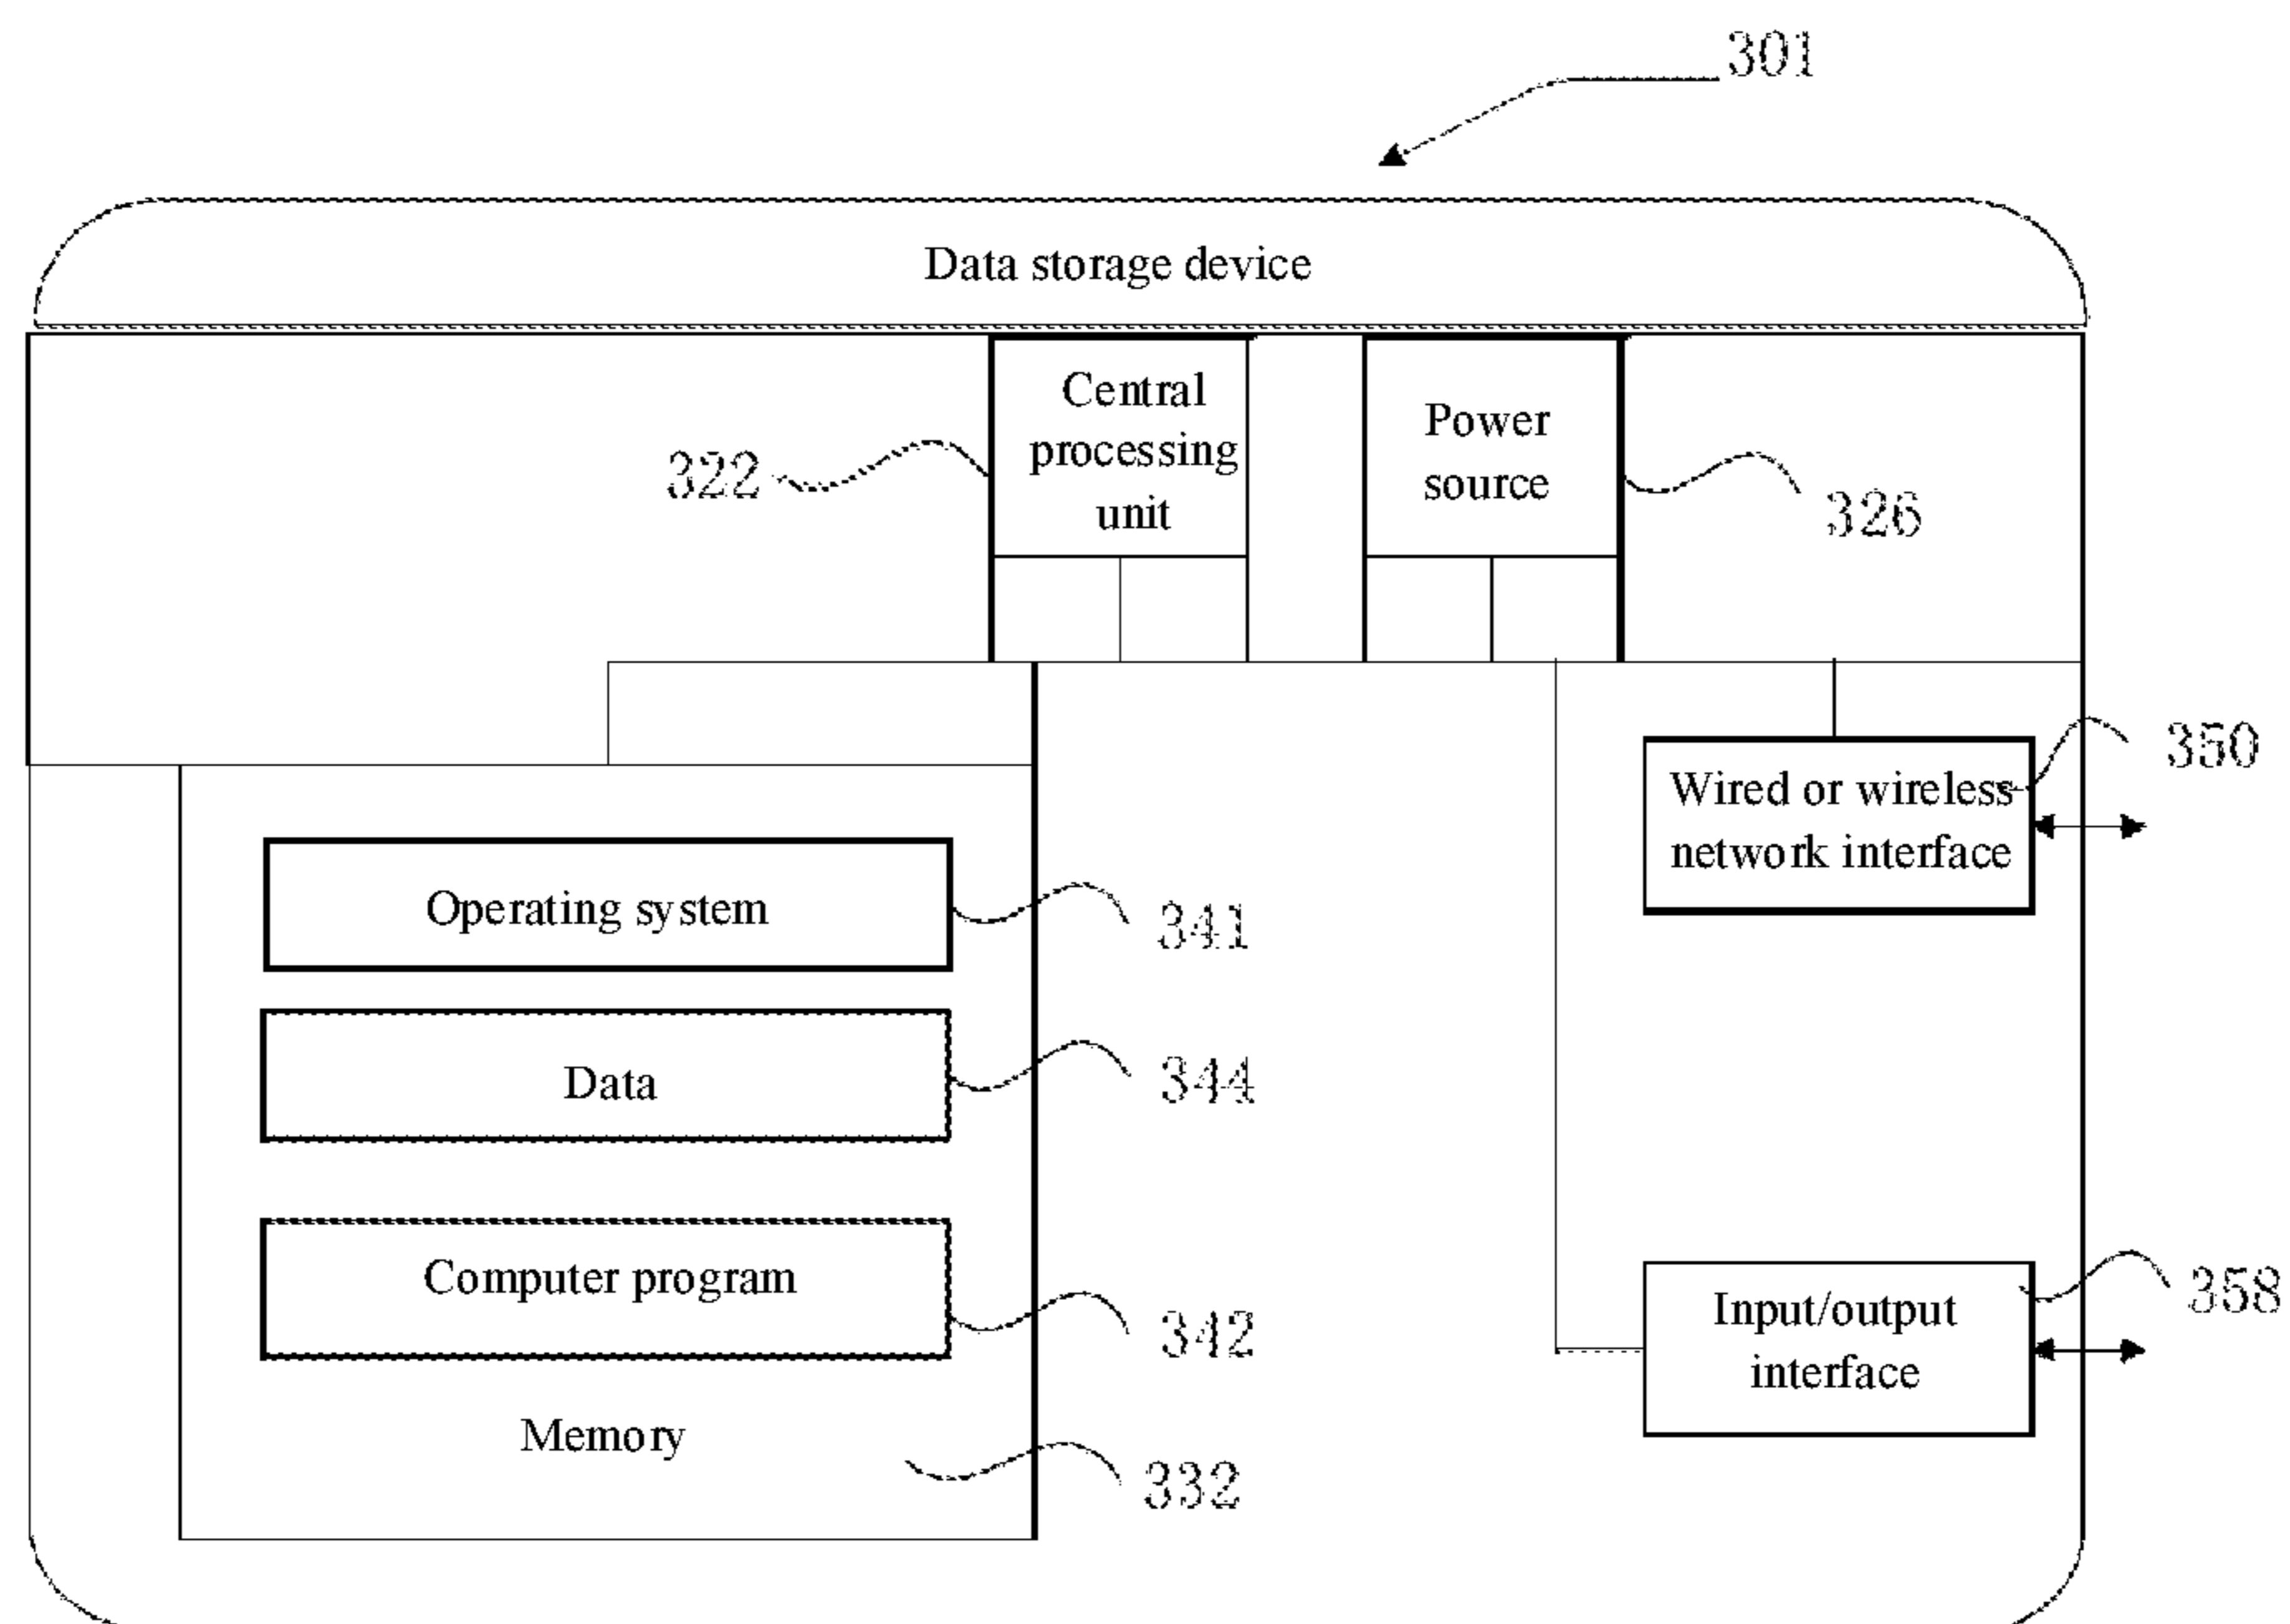 301
Data storage device
Central
processing
unit
322
Power
source
326
Wired or wireless
network interface
350
Operating system
341
Data
344
Computer program
342
Input/output
interface
358
Memory
332